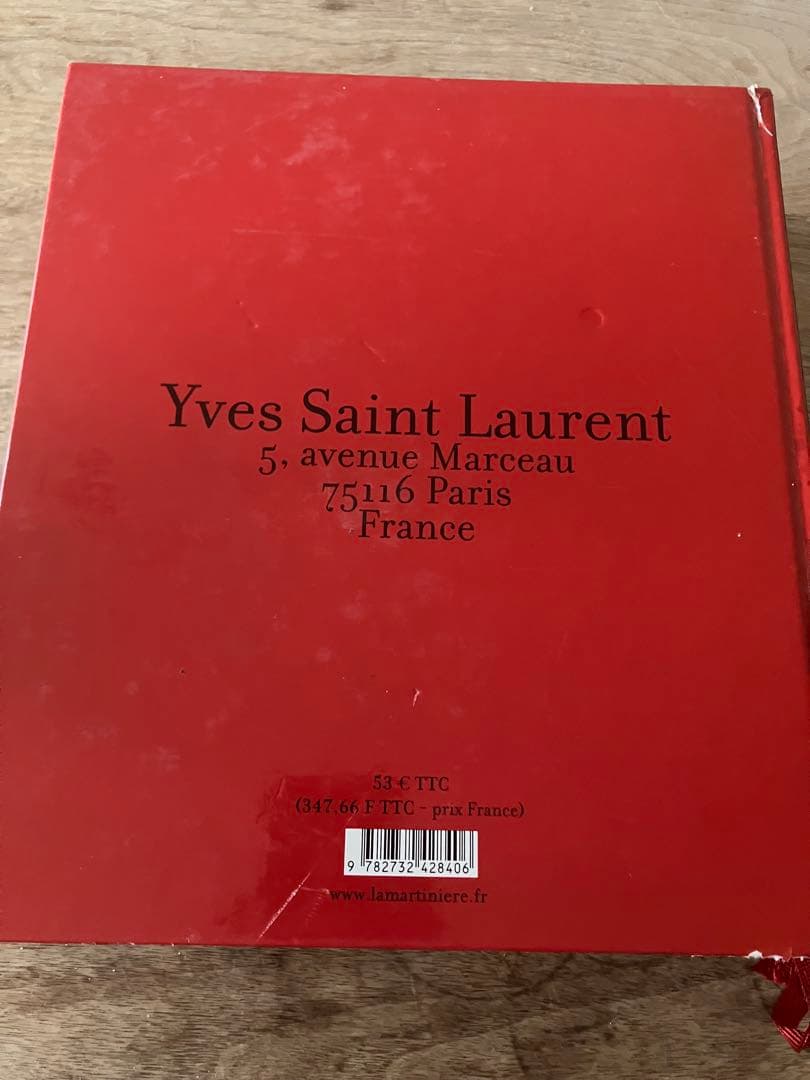 Yves Saint Laurent
5, avenue Marceau
75116 Paris
France
53 € TTC
(347,66 F TTC - prix France)
9 782732 428406
www.lamartiniere.fr